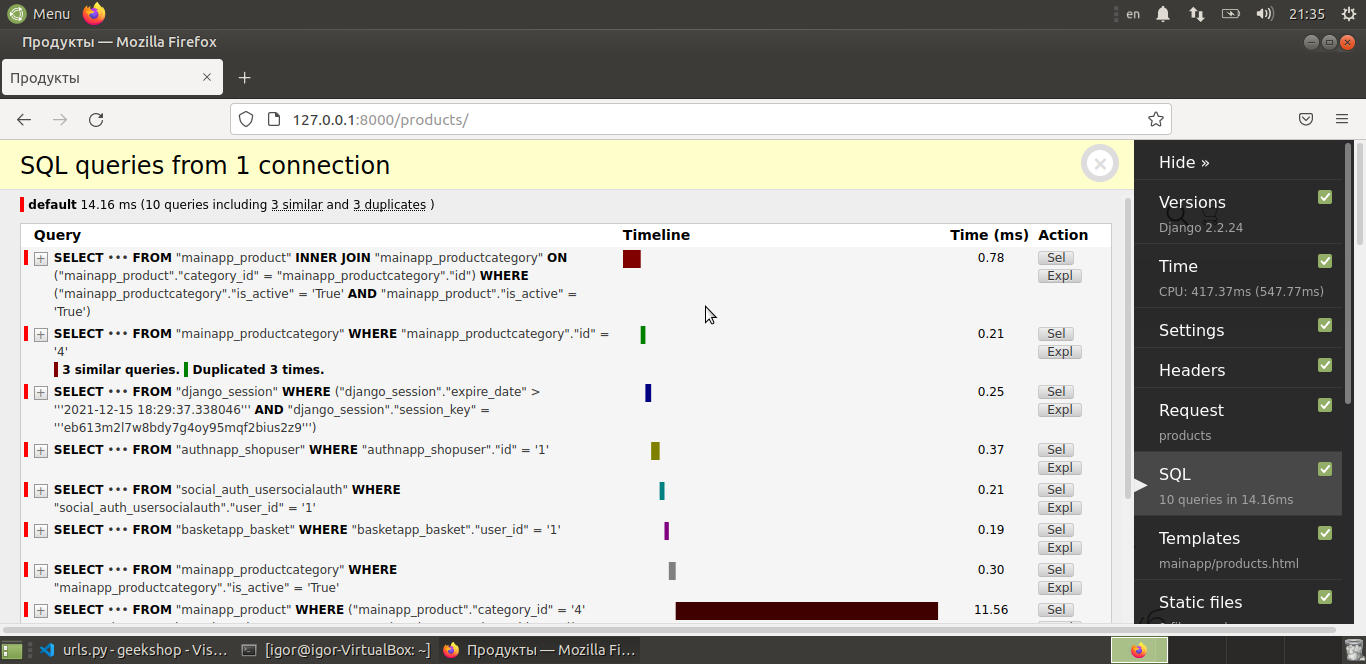 Menu
en
21:35
Продукты — Mozilla Firefox
Продукты
127.0.0.1:8000/products/
SQL queries from 1 connection
default 14.16 ms (10 queries including 3 similar and 3 duplicates )
Query Timeline Time (ms) Action
SELECT ••• FROM "mainapp_product" INNER JOIN "mainapp_productcategory" ON 0.78 Sel
("mainapp_product"."category_id" = "mainapp_productcategory"."id") WHERE Expl
("mainapp_productcategory"."is_active" = 'True' AND "mainapp_product"."is_active" =
'True')
SELECT ••• FROM "mainapp_productcategory" WHERE "mainapp_productcategory"."id" = 0.21 Sel
'4' Expl
3 similar queries. Duplicated 3 times.
SELECT ••• FROM "django_session" WHERE ("django_session"."expire_date" > 0.25 Sel
'''2021-12-15 18:29:37.338046''' AND "django_session"."session_key" = Expl
'''eb613m2l7w8bdy7g4oy95mqf2bius2z9''')
SELECT ••• FROM "authnapp_shopuser" WHERE "authnapp_shopuser"."id" = '1' 0.37 Sel
Expl
SELECT ••• FROM "social_auth_usersocialauth" WHERE 0.21 Sel
"social_auth_usersocialauth"."user_id" = '1' Expl
SELECT ••• FROM "basketapp_basket" WHERE "basketapp_basket"."user_id" = '1' 0.19 Sel
Expl
SELECT ••• FROM "mainapp_productcategory" WHERE 0.30 Sel
"mainapp_productcategory"."is_active" = 'True' Expl
SELECT ••• FROM "mainapp_product" WHERE ("mainapp_product"."category_id" = '4' 11.56 Sel
Expl
Hide »
Versions
Django 2.2.24
Time
CPU: 417.37ms (547.77ms)
Settings
Headers
Request
products
SQL
10 queries in 14.16ms
Templates
mainapp/products.html
Static files
urls.py - geekshop - Vis...
[igor@igor-VirtualBox: ~]
Продукты — Mozilla Fi...